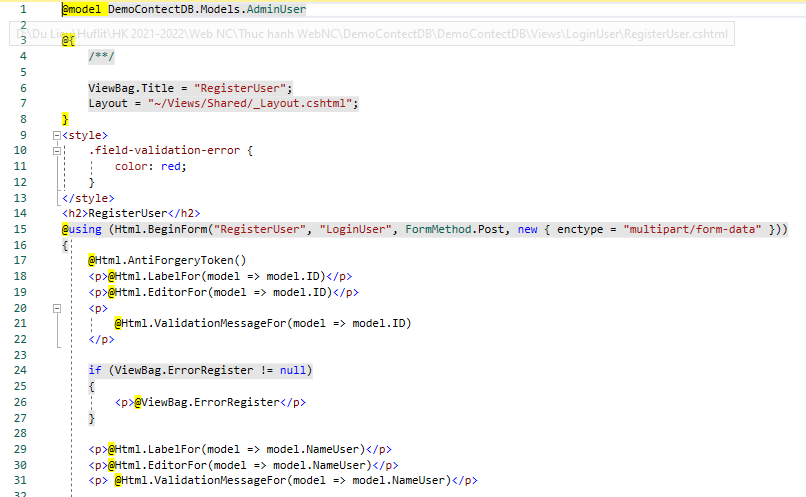 1 @model DemoContectDB.Models.AdminUser
2
D:\Du Lieu\Huflit\HK 2021-2022\Web NC\Thuc hanh WebNC\DemoContectDB\DemoContectDB\Views\LoginUser\RegisterUser.cshtml
3 @{
4 /**/
5
6 ViewBag.Title = "RegisterUser";
7 Layout = "~/Views/Shared/_Layout.cshtml";
8 }
9 <style>
10 .field-validation-error {
11 color: red;
12 }
13 </style>
14 <h2>RegisterUser</h2>
15 @using (Html.BeginForm("RegisterUser", "LoginUser", FormMethod.Post, new { enctype = "multipart/form-data" }))
16 {
17 @Html.AntiForgeryToken()
18 <p>@Html.LabelFor(model => model.ID)</p>
19 <p>@Html.EditorFor(model => model.ID)</p>
20 <p>
21 @Html.ValidationMessageFor(model => model.ID)
22 </p>
23
24 if (ViewBag.ErrorRegister != null)
25 {
26 <p>@ViewBag.ErrorRegister</p>
27 }
28
29 <p>@Html.LabelFor(model => model.NameUser)</p>
30 <p>@Html.EditorFor(model => model.NameUser)</p>
31 <p> @Html.ValidationMessageFor(model => model.NameUser)</p>
32